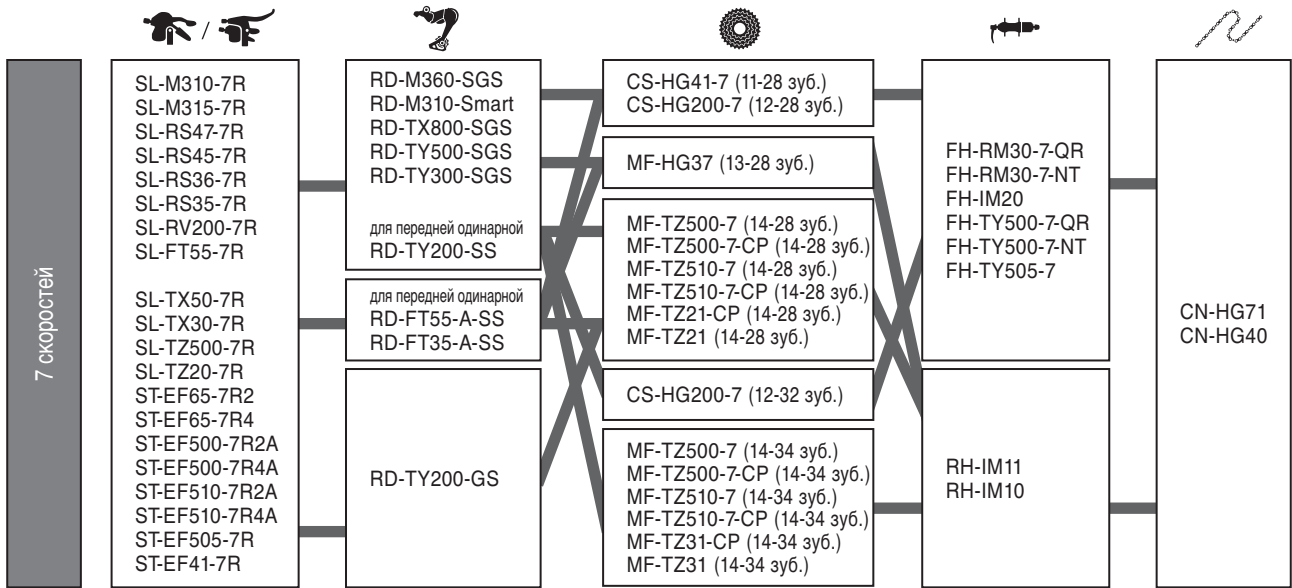 /
7 скоростей
SL-M310-7R
SL-M315-7R
SL-RS47-7R
SL-RS45-7R
SL-RS36-7R
SL-RS35-7R
SL-RV200-7R
SL-FT55-7R
SL-TX50-7R
SL-TX30-7R
SL-TZ500-7R
SL-TZ20-7R
ST-EF65-7R2
ST-EF65-7R4
ST-EF500-7R2A
ST-EF500-7R4A
ST-EF510-7R2A
ST-EF510-7R4A
ST-EF505-7R
ST-EF41-7R
RD-M360-SGS
RD-M310-Smart
RD-TX800-SGS
RD-TY500-SGS
RD-TY300-SGS
для передней одинарной
RD-TY200-SS
для передней одинарной
RD-FT55-A-SS
RD-FT35-A-SS
RD-TY200-GS
CS-HG41-7 (11-28 зуб.)
CS-HG200-7 (12-28 зуб.)
MF-HG37 (13-28 зуб.)
MF-TZ500-7 (14-28 зуб.)
MF-TZ500-7-CP (14-28 зуб.)
MF-TZ510-7 (14-28 зуб.)
MF-TZ510-7-CP (14-28 зуб.)
MF-TZ21-CP (14-28 зуб.)
MF-TZ21 (14-28 зуб.)
CS-HG200-7 (12-32 зуб.)
MF-TZ500-7 (14-34 зуб.)
MF-TZ500-7-CP (14-34 зуб.)
MF-TZ510-7 (14-34 зуб.)
MF-TZ510-7-CP (14-34 зуб.)
MF-TZ31-CP (14-34 зуб.)
MF-TZ31 (14-34 зуб.)
FH-RM30-7-QR
FH-RM30-7-NT
FH-IM20
FH-TY500-7-QR
FH-TY500-7-NT
FH-TY505-7
RH-IM11
RH-IM10
CN-HG71
CN-HG40